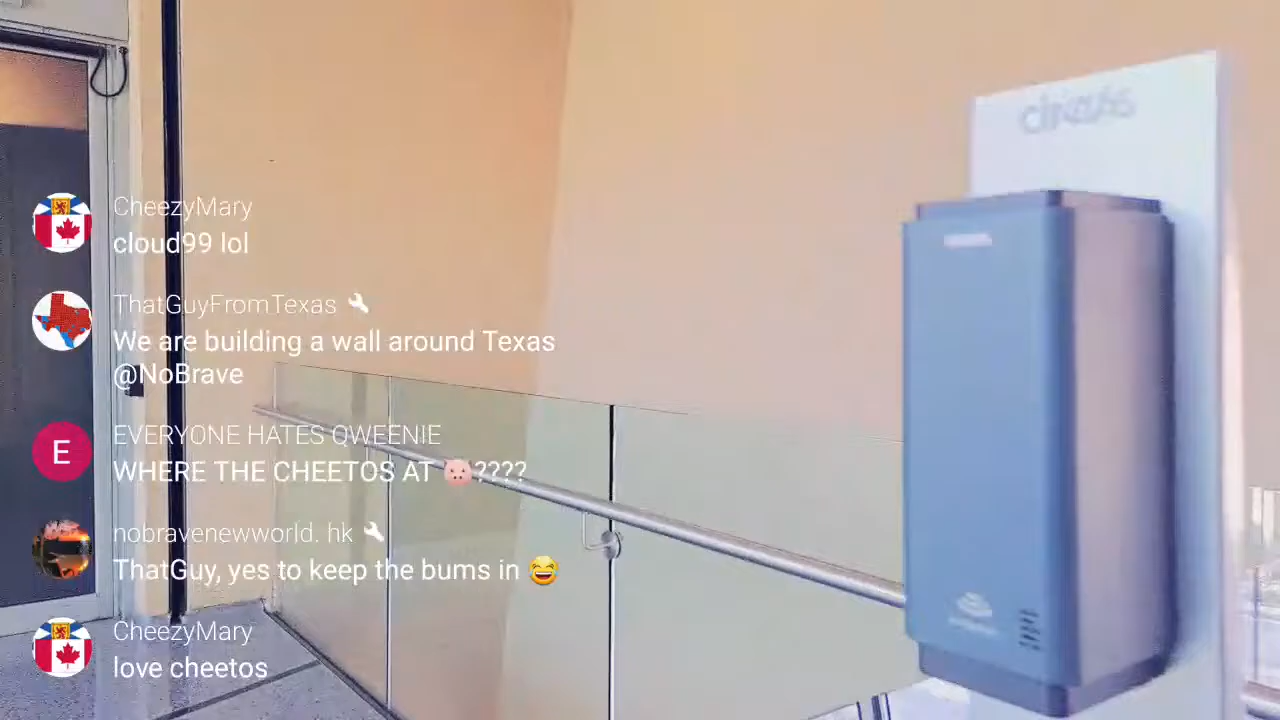 CheezyMary
cloud99 lol
ThatGuyFromTexas
We are building a wall around Texas
@NoBrave
EVERYONE HATES QWEENIE
WHERE THE CHEETOS AT 🐷????
E
nobravenewworld. hk
ThatGuy, yes to keep the bums in 😆
CheezyMary
love cheetos